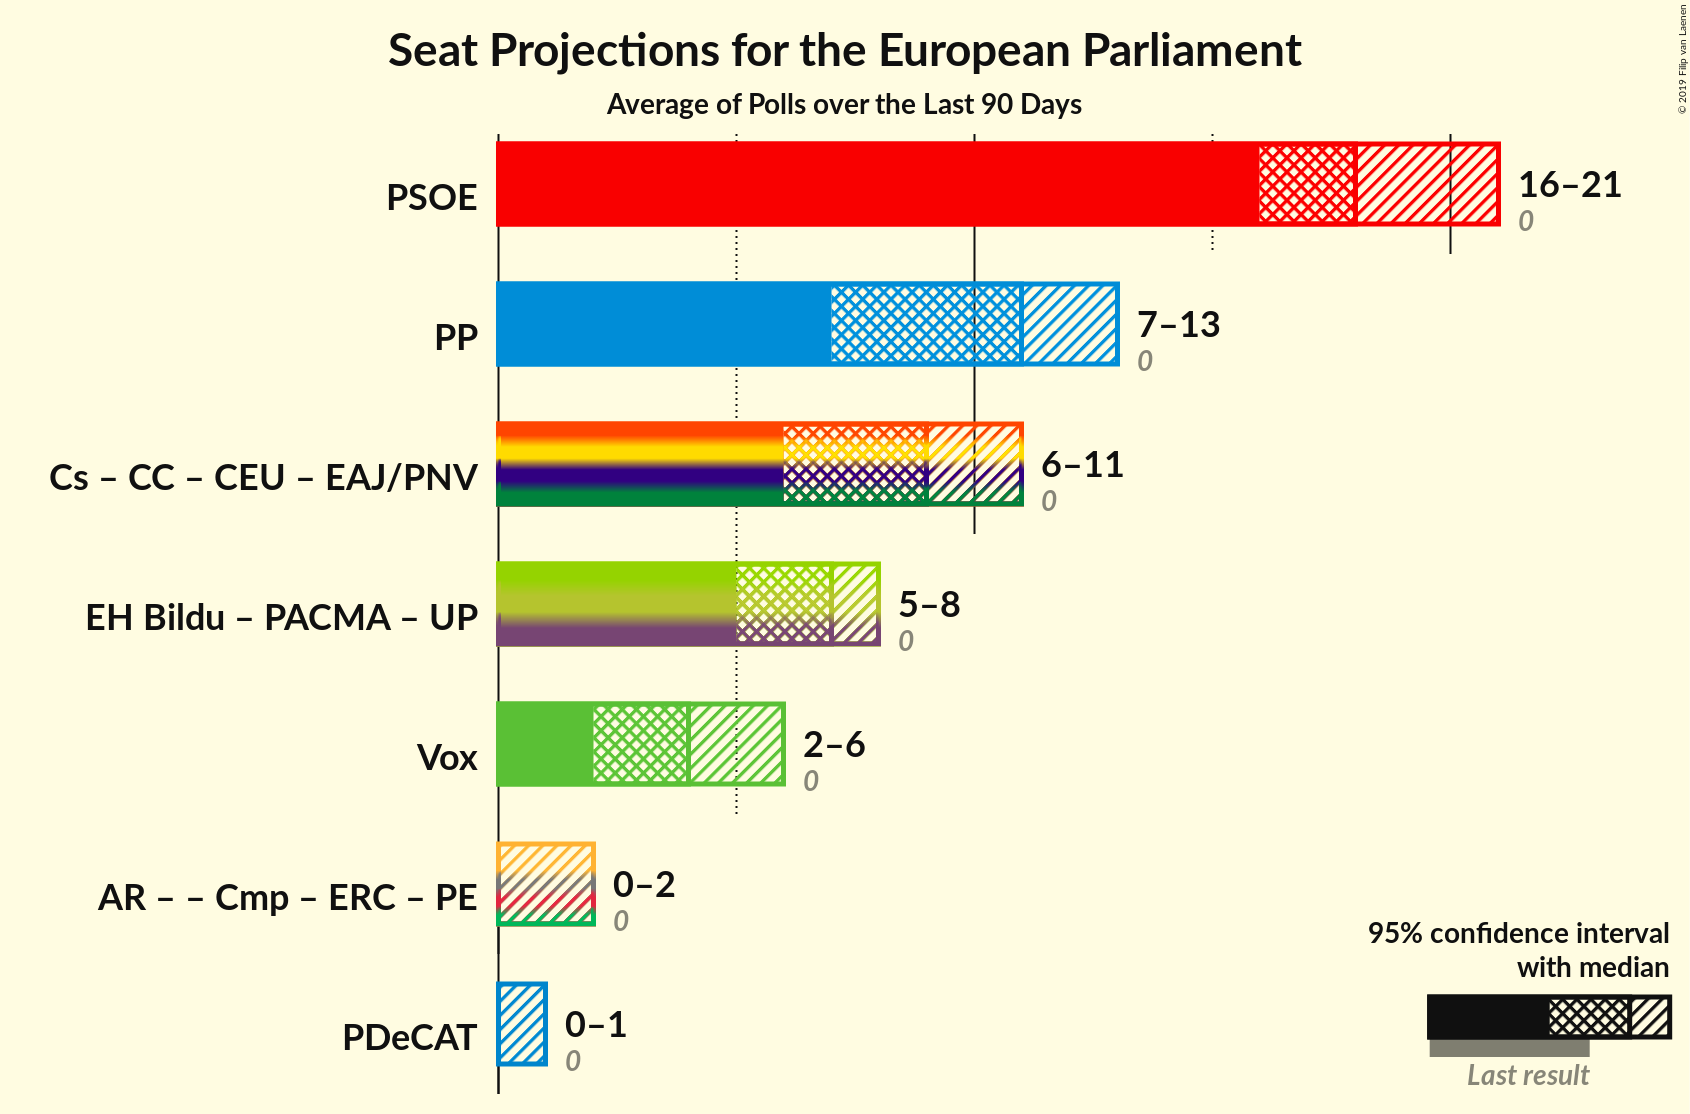 Seat Projections for the European Parliament
Average of Polls over the Last 90 Days
© 2019 Filip van Laenen
PSOE
16–21
0
PP
7–13
0
Cs – CC – CEU – EAJ/PNV
6–11
0
EH Bildu – PACMA – UP
5–8
0
Vox
2–6
0
AR – – Cmp – ERC – PE
0–2
0
PDeCAT
0–1
0
95% confidence interval
with median
Last result